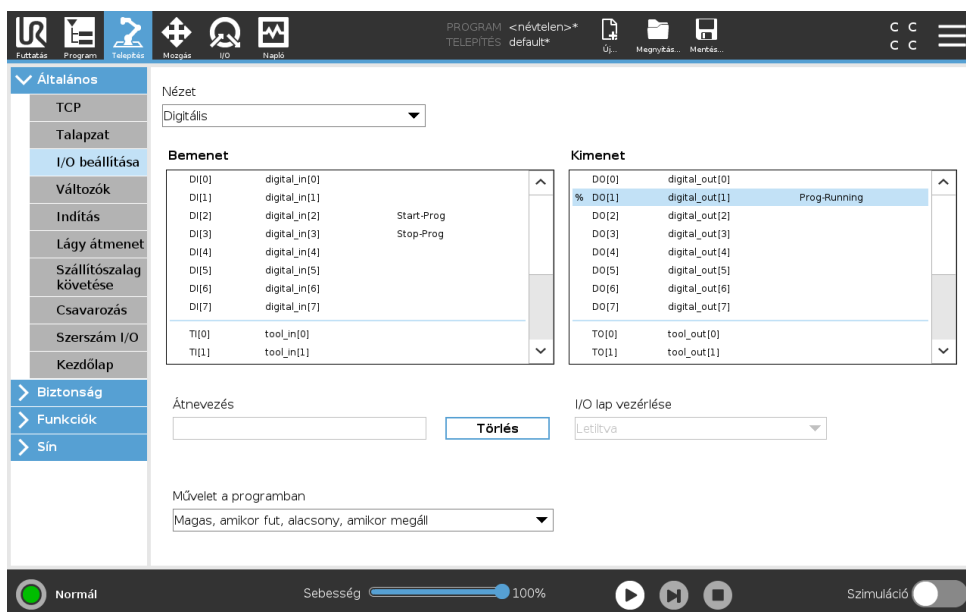 PROGRAM <névtelen>*
TELEPÍTÉS default*
Futtatás Program Telepítés Mozgás I/O Napló Új... Megnyitás... Mentés...
C C
C C
Általános
TCP
Talapzat
I/O beállítása
Változók
Indítás
Lágy átmenet
Szállítószalag
követése
Csavarozás
Szerszám I/O
Kezdőlap
Biztonság
Funkciók
Sín
Nézet
Digitális
Bemenet
DI[0] digital_in[0]
DI[1] digital_in[1]
DI[2] digital_in[2] Start-Prog
DI[3] digital_in[3] Stop-Prog
DI[4] digital_in[4]
DI[5] digital_in[5]
DI[6] digital_in[6]
DI[7] digital_in[7]
TI[0] tool_in[0]
TI[1] tool_in[1]
Kimenet
DO[0] digital_out[0]
% DO[1] digital_out[1] Prog-Running
DO[2] digital_out[2]
DO[3] digital_out[3]
DO[4] digital_out[4]
DO[5] digital_out[5]
DO[6] digital_out[6]
DO[7] digital_out[7]
TO[0] tool_out[0]
TO[1] tool_out[1]
Átnevezés
Törlés
I/O lap vezérlése
Letiltva
Művelet a programban
Magas, amikor fut, alacsony, amikor megáll
Normál
Sebesség 100%
Szimuláció